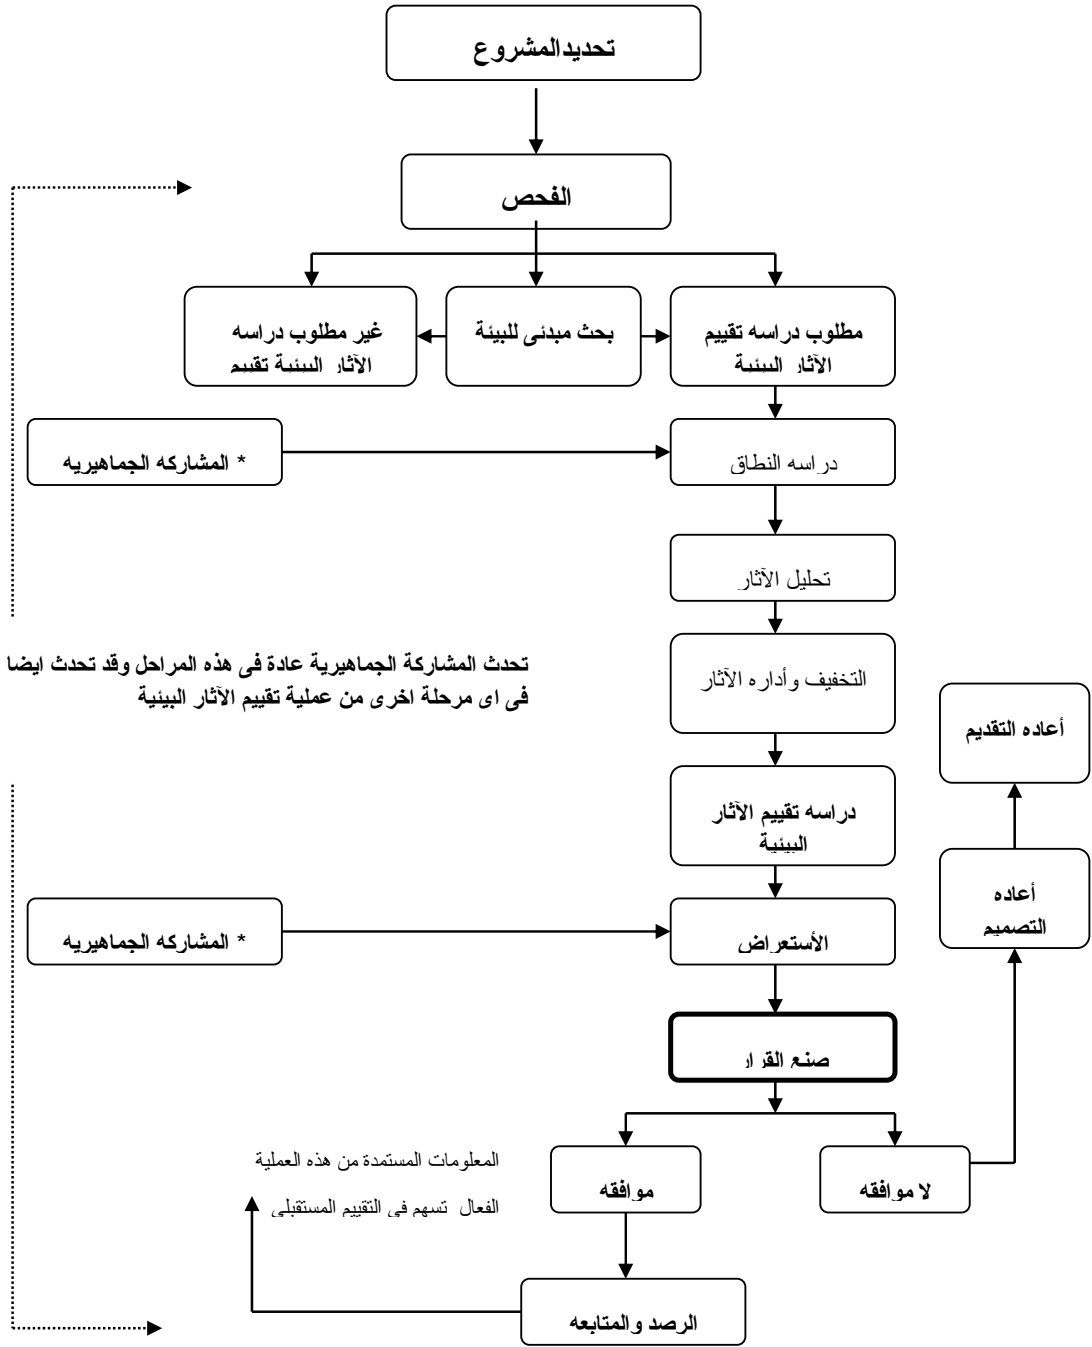 تحديدالمشروع
الفحص
مطلوب دراسه تقييم
الآثار البيئية
بحث مبدئى للبيئة
غير مطلوب دراسه
الآثار البيئية تقييم
* المشاركه الجماهيريه
دراسه النطاق
تحليل الآثار
التخفيف وأداره الآثار
تحدث المشاركة الجماهيرية عادة فى هذه المراحل وقد تحدث ايضا
فى اى مرحلة اخرى من عملية تقييم الآثار البيئية
أعاده التقديم
دراسه تقييم الآثار
البيئية
أعاده
التصميم
* المشاركه الجماهيريه
الأستعراض
صنع القرار
المعلومات المستمدة من هذه العملية
الفعال تسهم فى التقييم المستقبلى
موافقه
لا موافقه
الرصد والمتابعه